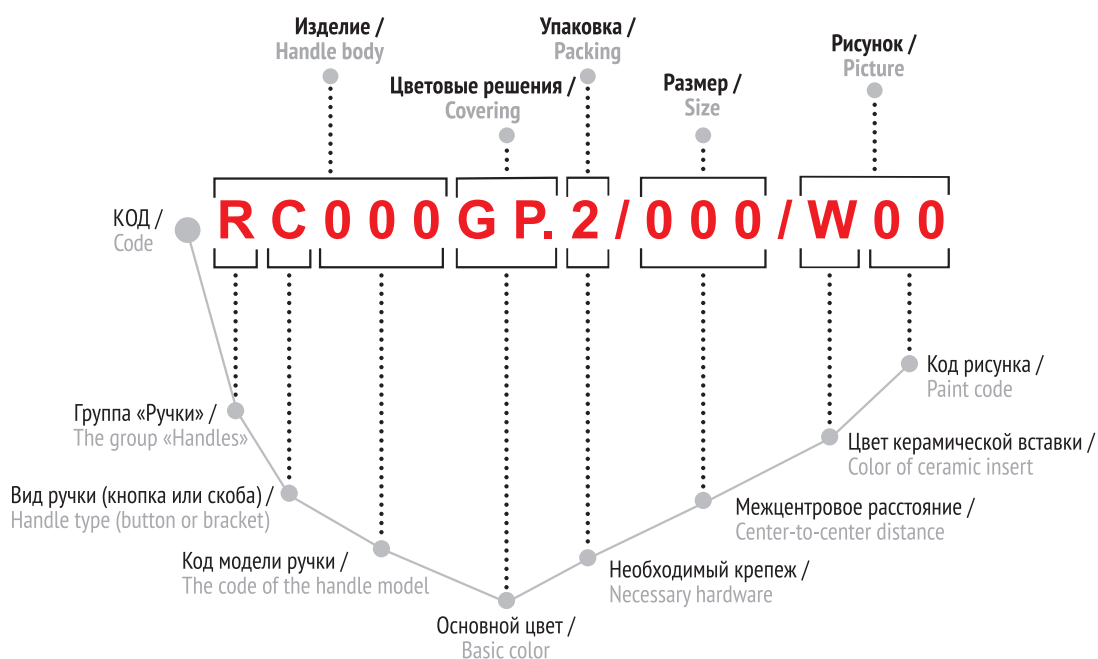 Изделие /
Handle body
Упаковка /
Packing
Рисунок /
Picture
Цветовые решения /
Covering
Размер /
Size
КОД /
Code
RC000GP.2/000/W00
Код рисунка /
Paint code
Группа «Ручки» /
The group «Handles»
Цвет керамической вставки /
Color of ceramic insert
Вид ручки (кнопка или скоба) /
Handle type (button or bracket)
Межцентровое расстояние /
Center-to-center distance
Код модели ручки /
The code of the handle model
Необходимый крепеж /
Necessary hardware
Основной цвет /
Basic color